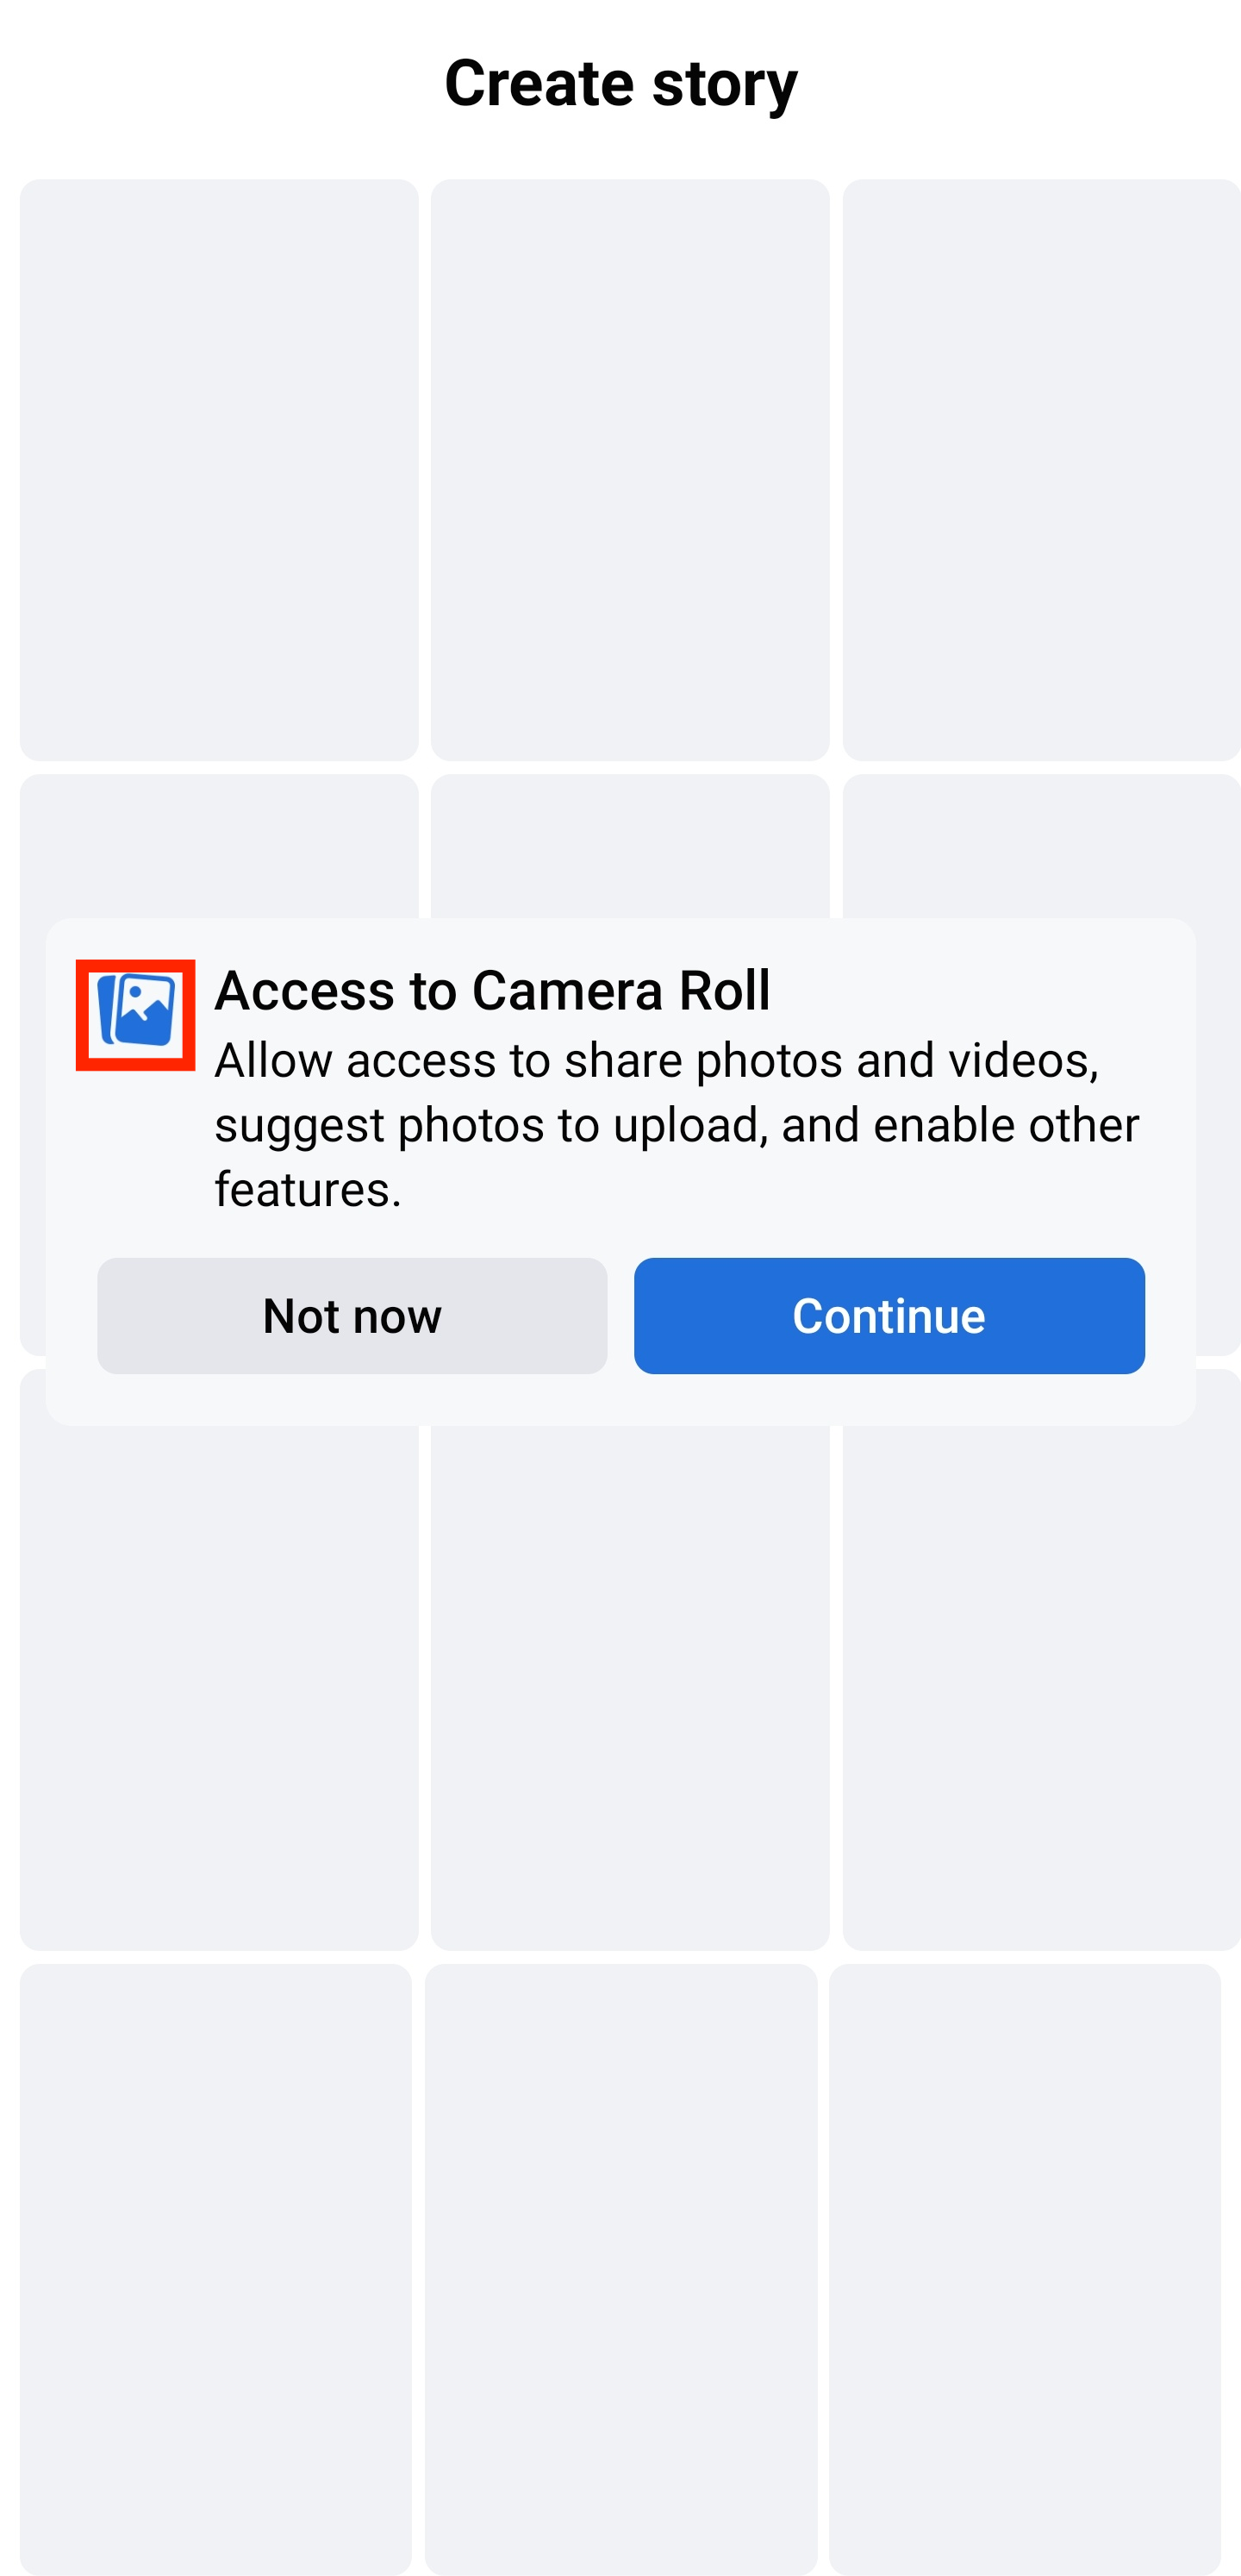 Create story
Access to Camera Roll
Allow access to share photos and videos,
suggest photos to upload, and enable other
features.
Not now
Continue